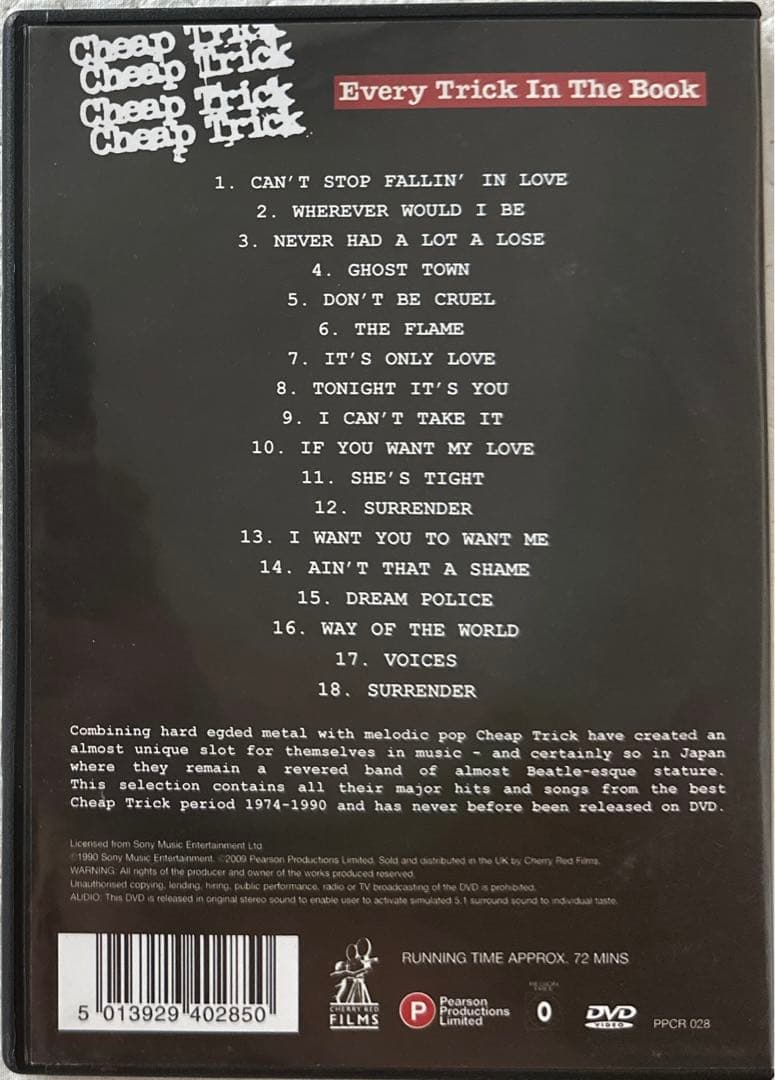 Cheap Trick
Cheap Trick
Cheap Trick
Cheap Trick
Every Trick In The Book
1. CAN'T STOP FALLIN' IN LOVE
2. WHEREVER WOULD I BE
3. NEVER HAD A LOT A LOSE
4. GHOST TOWN
5. DON'T BE CRUEL
6. THE FLAME
7. IT'S ONLY LOVE
8. TONIGHT IT'S YOU
9. I CAN'T TAKE IT
10. IF YOU WANT MY LOVE
11. SHE'S TIGHT
12. SURRENDER
13. I WANT YOU TO WANT ME
14. AIN'T THAT A SHAME
15. DREAM POLICE
16. WAY OF THE WORLD
17. VOICES
18. SURRENDER
Combining hard egded metal with melodic pop Cheap Trick have created an
almost unique slot for themselves in music - and certainly so in Japan
where they remain a revered band of almost Beatle-esque stature.
This selection contains all their major hits and songs from the best
Cheap Trick period 1974-1990 and has never before been released on DVD.
Licensed from Sony Music Entertainment Ltd
℗1990 Sony Music Entertainment. ©2009 Pearson Productions Limited. Sold and distributed in the UK by Cherry Red Films.
WARNING: All rights of the producer and owner of the works produced reserved.
Unauthorised copying, lending, hiring, public performance, radio or TV broadcasting of the DVD is prohibited.
AUDIO: This DVD is released in original stereo sound to enable user to activate simulated 5.1 surround sound to individual taste.
5 013929 402850
CHERRY RED
FILMS
RUNNING TIME APPROX. 72 MINS
P
Pearson
Productions
Limited
REGION
FREE
0
DVD
VIDEO
PPCR 028